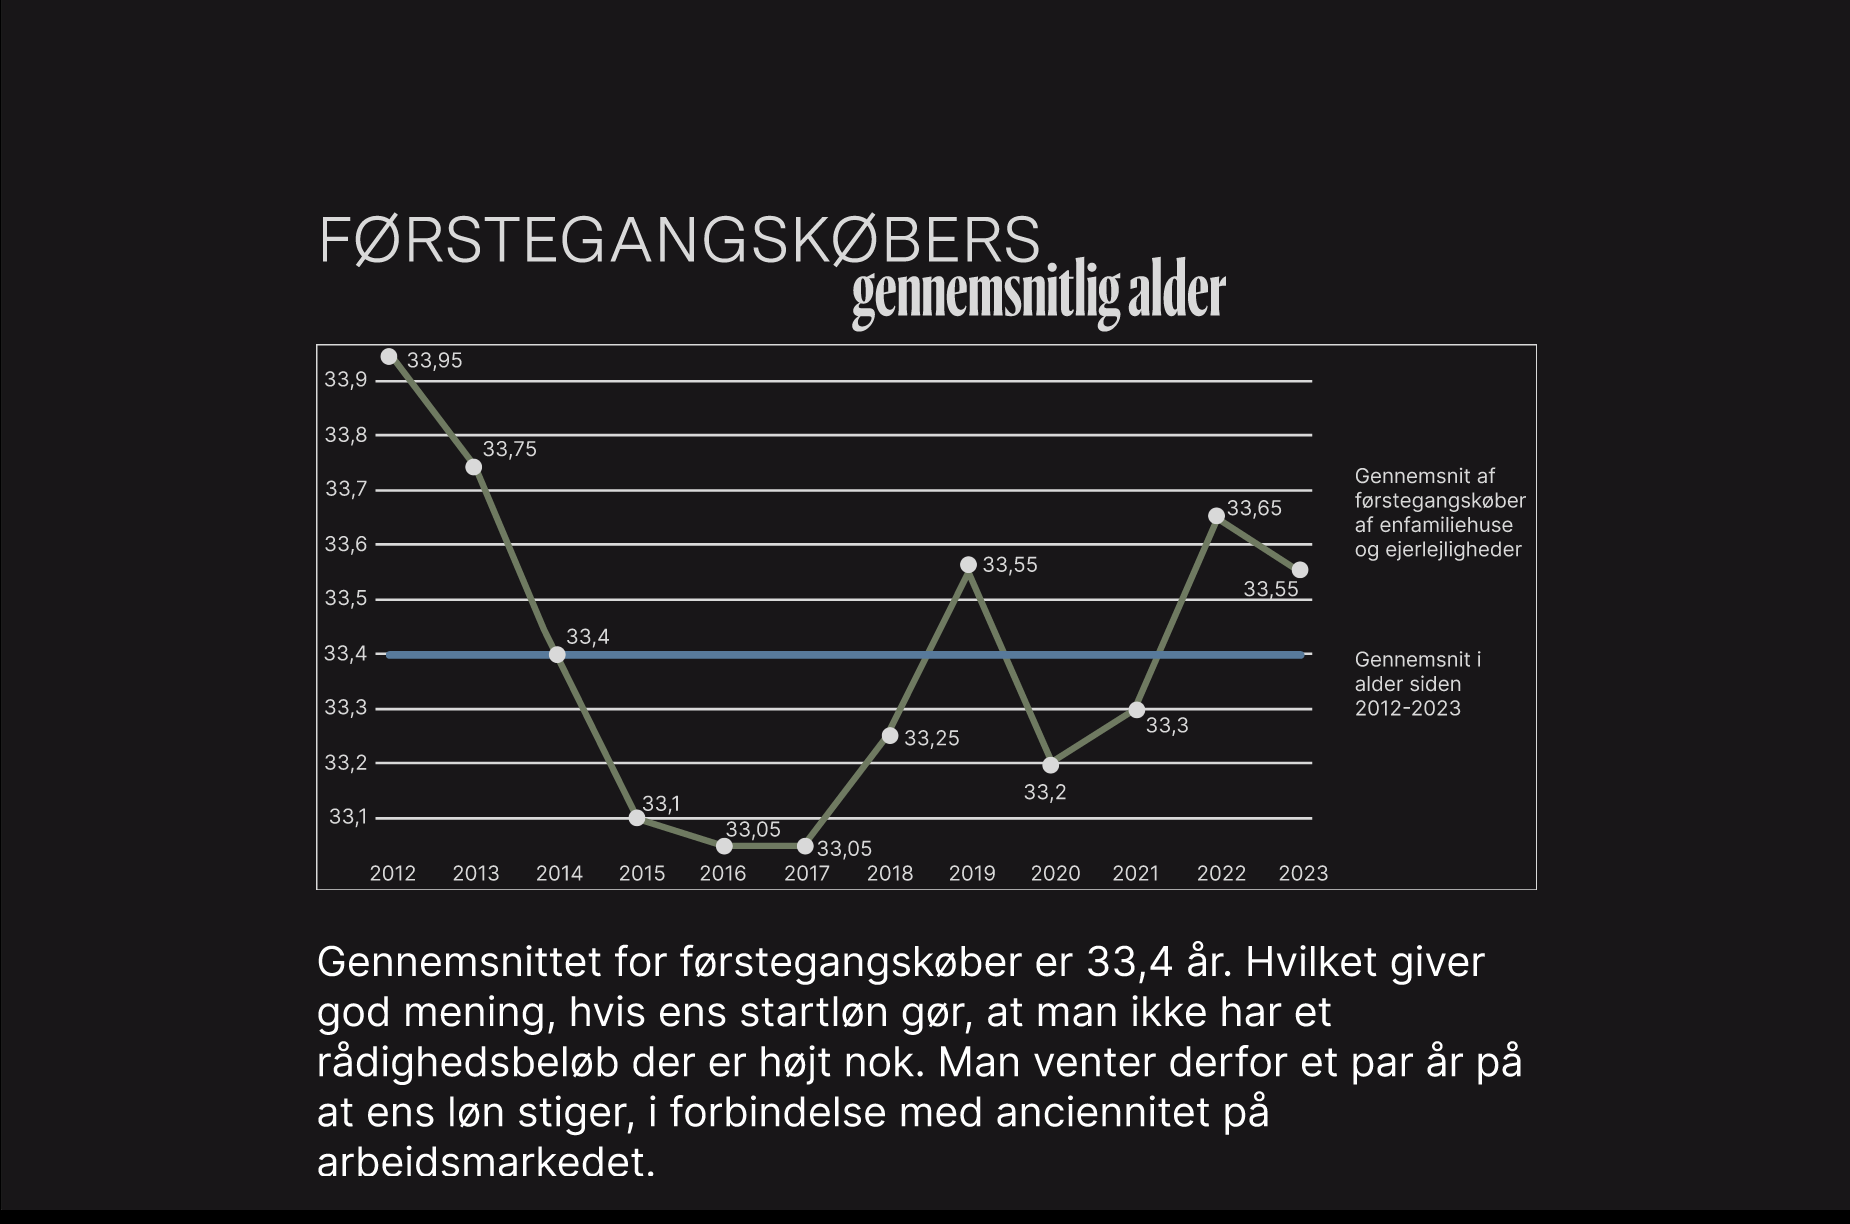 FØRSTEGANGSKØBERS
gennemsnitlig alder
33,95
33,9
33,8
33,75
33,7
33,65
33,6
33,55
33,55
33,5
33,4
33,4
33,3
33,3
33,25
33,2
33,2
33,1
33,1
33,05
33,05
2012 2013 2014 2015 2016 2017 2018 2019 2020 2021 2022 2023
Gennemsnit af
førstegangskøber
af enfamiliehuse
og ejerlejligheder
Gennemsnit i
alder siden
2012-2023
Gennemsnittet for førstegangskøber er 33,4 år. Hvilket giver
god mening, hvis ens startløn gør, at man ikke har et
rådighedsbeløb der er højt nok. Man venter derfor et par år på
at ens løn stiger, i forbindelse med anciennitet på
arbeidsmarkedet.